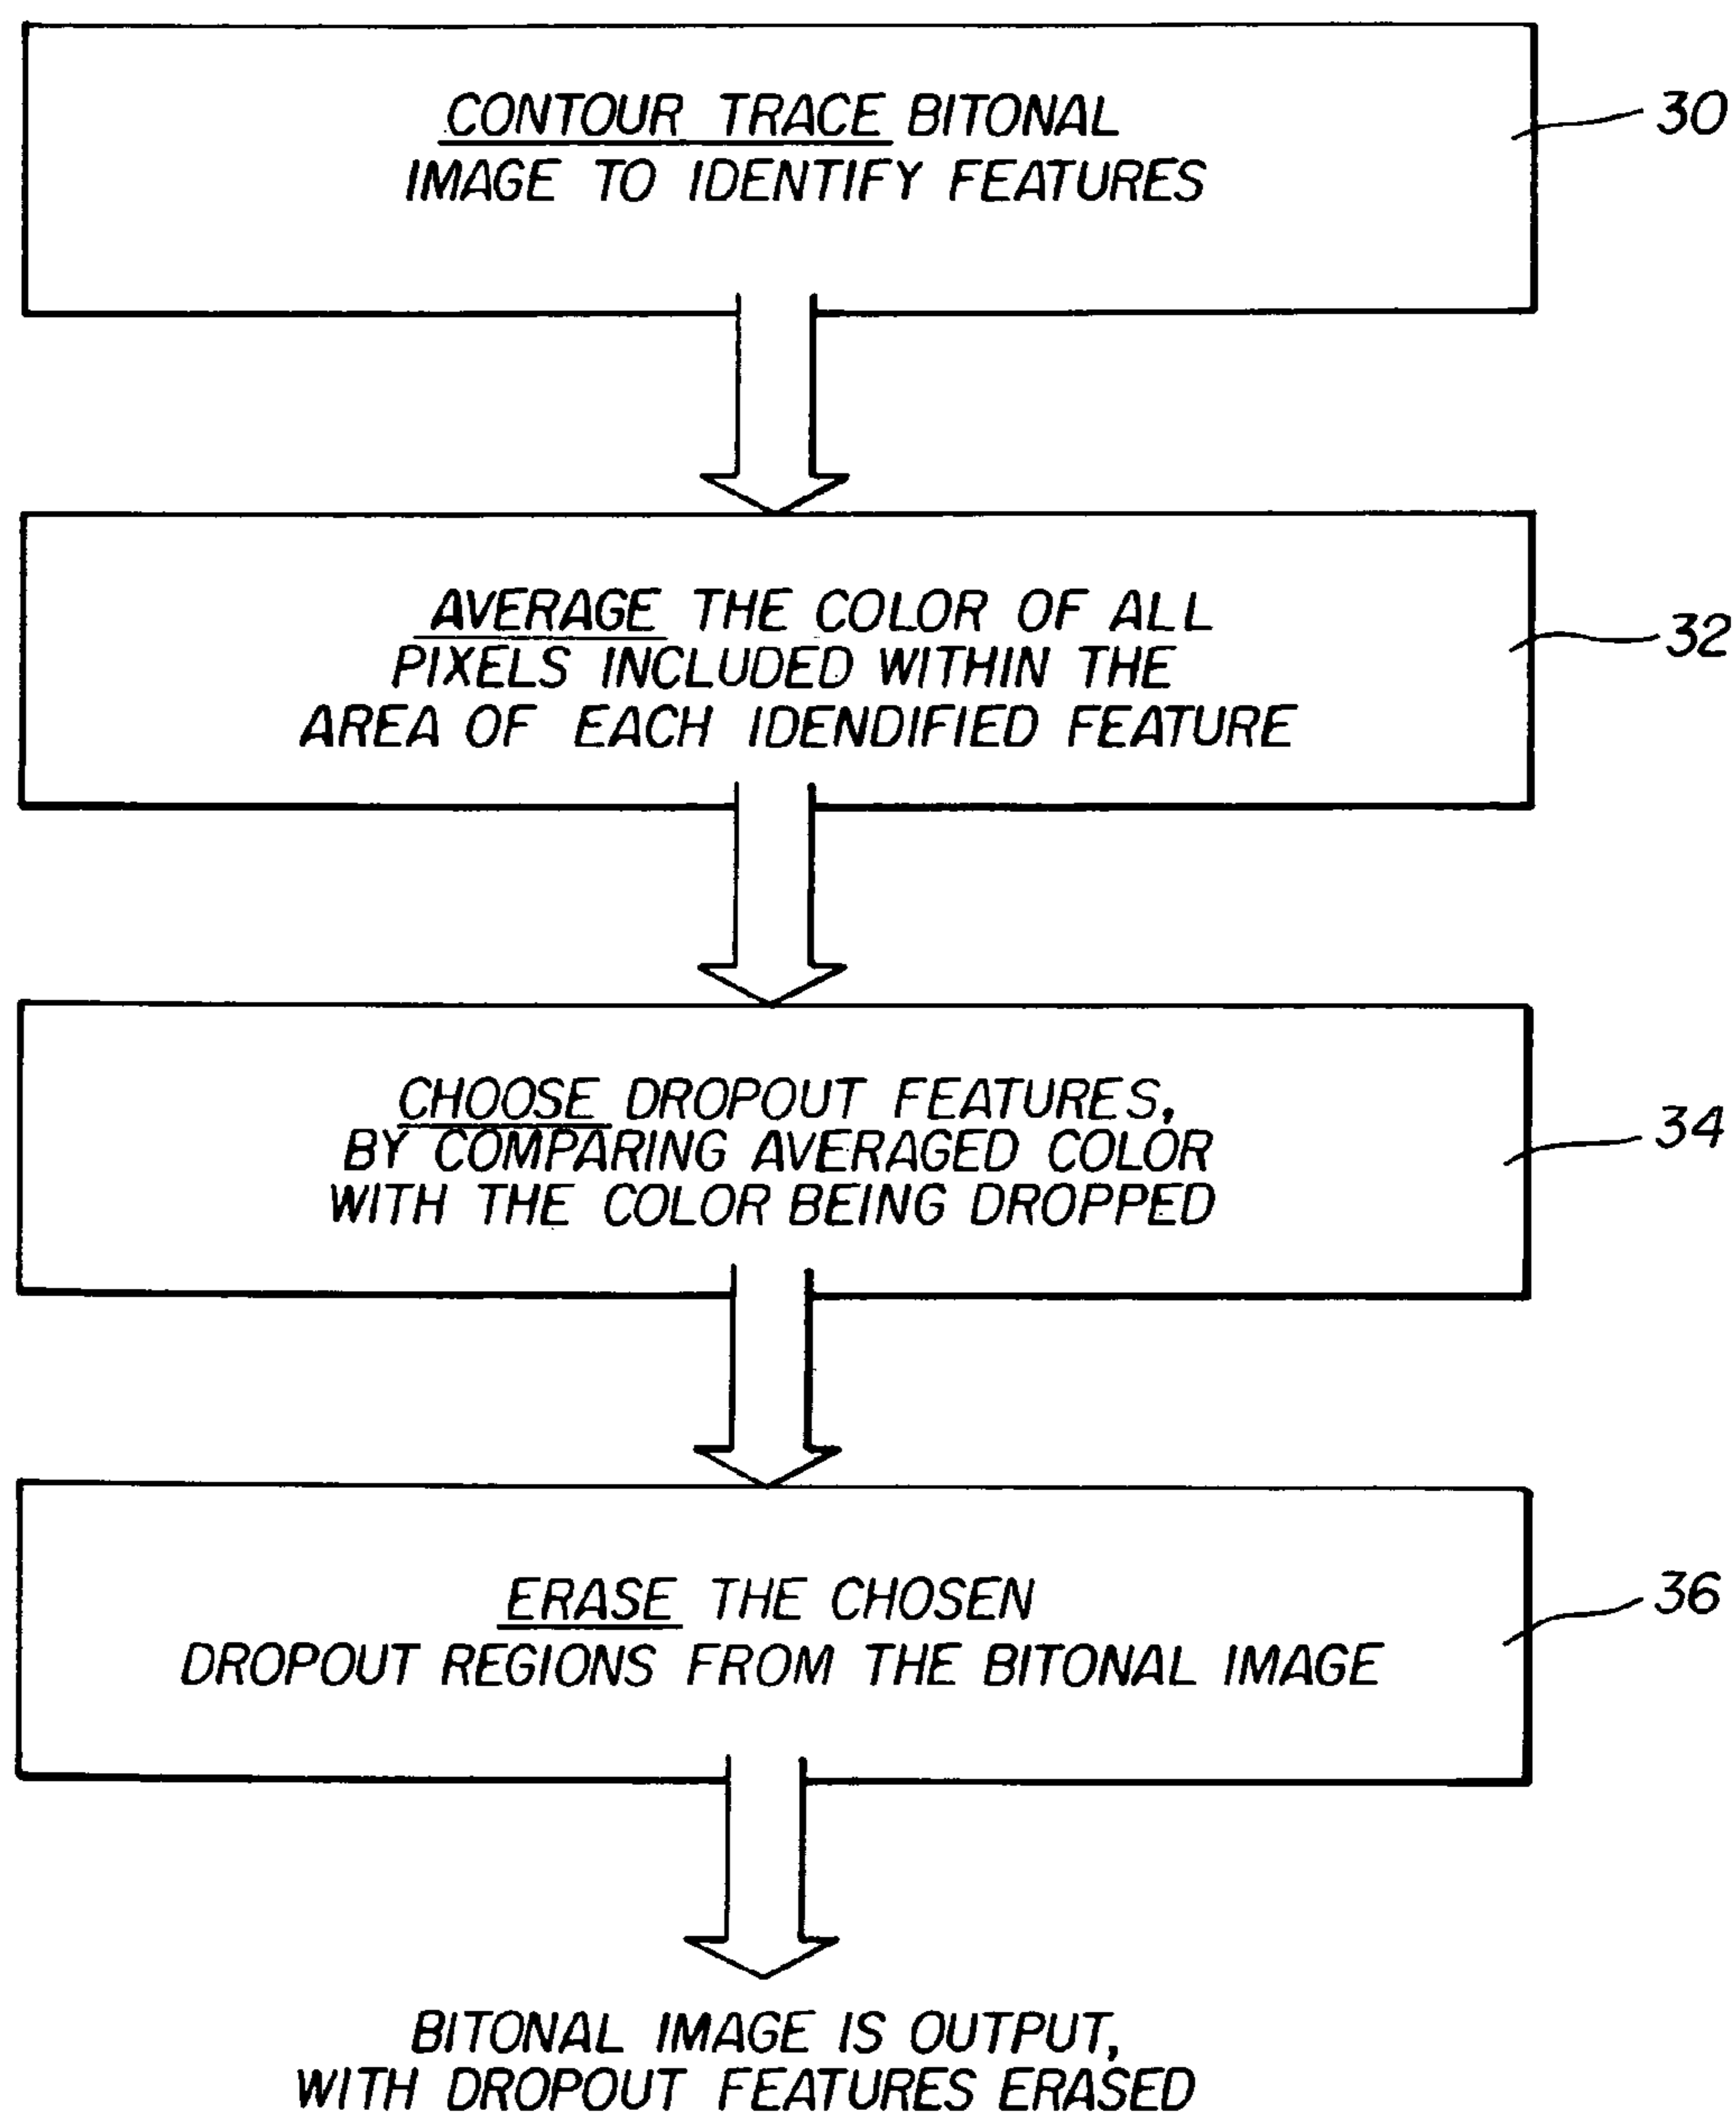 CONTOUR TRACE BITONAL
IMAGE TO IDENTIFY FEATURES
30
AVERAGE THE COLOR OF ALL
PIXELS INCLUDED WITHIN THE
AREA OF EACH IDENDIFIED FEATURE
32
CHOOSE DROPOUT FEATURES,
BY COMPARING AVERAGED COLOR
WITH THE COLOR BEING DROPPED
34
ERASE THE CHOSEN
DROPOUT REGIONS FROM THE BITONAL IMAGE
36
BITONAL IMAGE IS OUTPUT,
WITH DROPOUT FEATURES ERASED